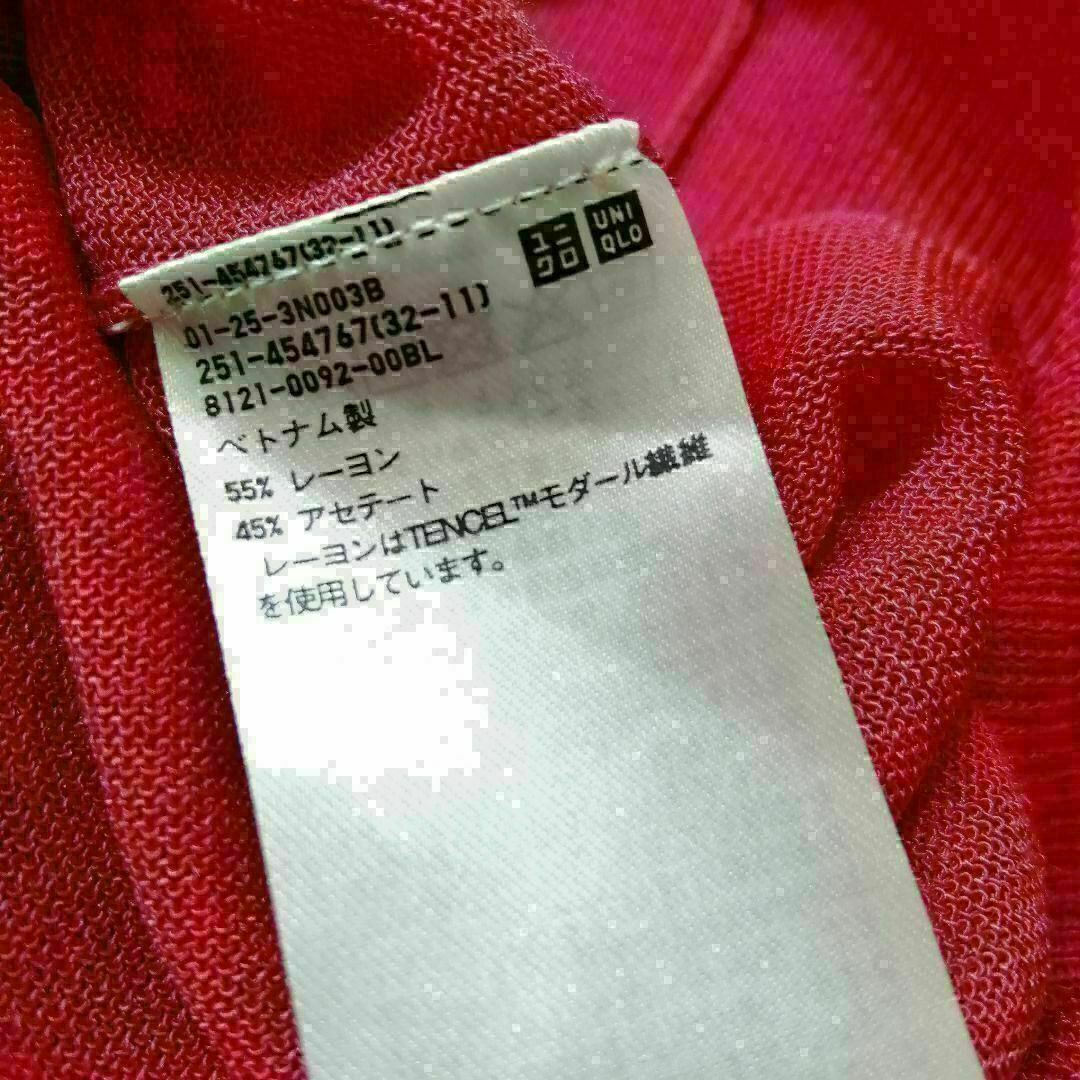 251-454767(32-11)
ユニ
クロ
UNI
QLO
01-25-3N003B
251-454767(32-11)
8121-0092-00BL
ベトナム製
55% レーヨン
45% アセテート
レーヨンはTENCEL™モダール繊維
を使用しています。